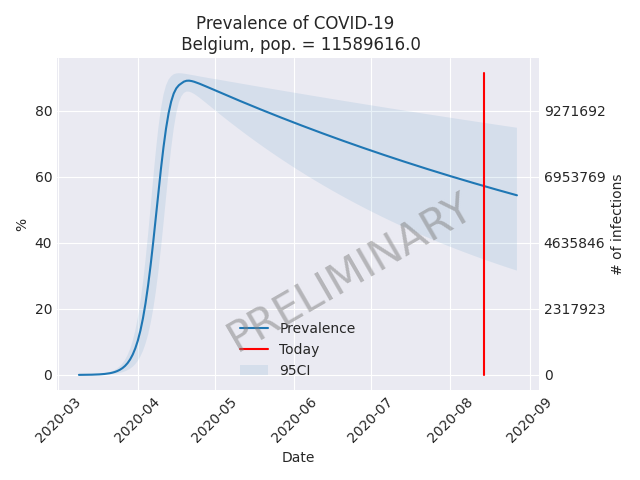 Prevalence of COVID-19
Belgium, pop. = 11589616.0
80
60
40
20
0
%
9271692
6953769
4635846
2317923
0
# of infections
PRELIMINARY
Prevalence
Today
95CI
2020-03
2020-04
2020-05
2020-06
2020-07
2020-08
2020-09
Date